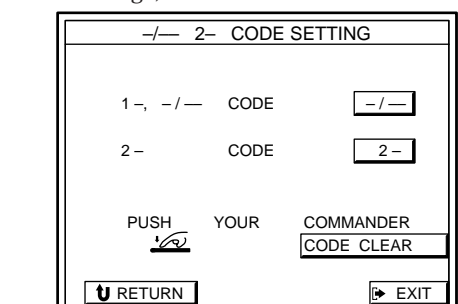 –/–– 2– CODE SETTING
1 –, – / –– CODE – / ––
2 – CODE 2 –
PUSH YOUR COMMANDER
CODE CLEAR
RETURN EXIT